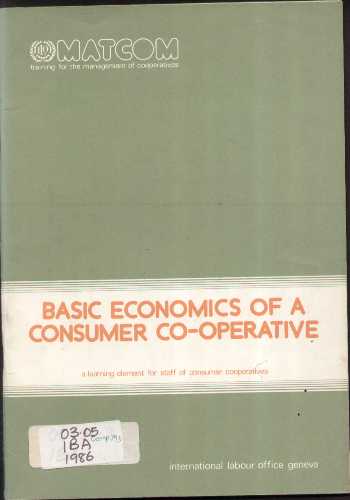 MATCOM
training for the management of cooperatives
BASIC ECONOMICS OF A
CONSUMER CO-OPERATIVE
a learning element for staff of consumer cooperatives
03.05
1BA
1986
international labour office geneva